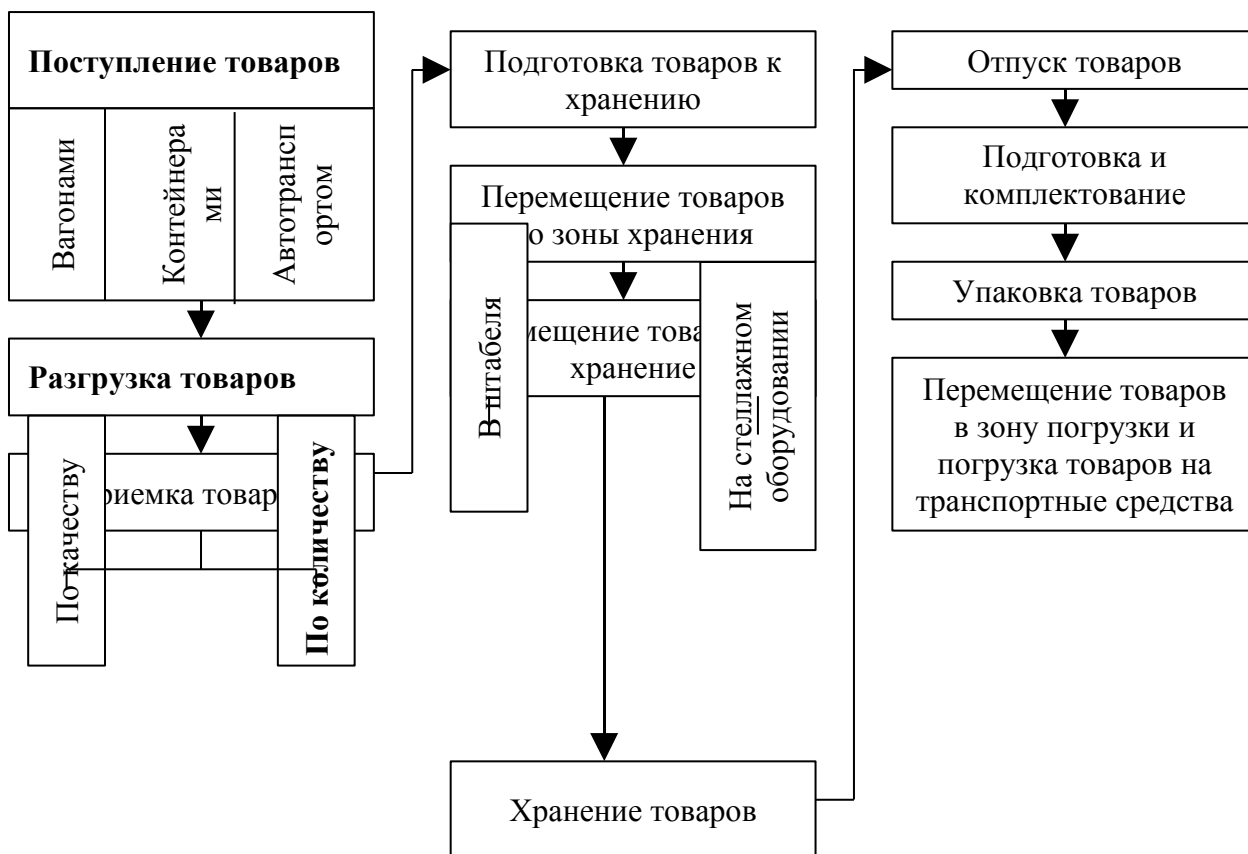 Поступление товаров
Вагонами
Контейнера
ми
Автотрансп
ортом
Разгрузка товаров
риемка товар
По качеству
По количеству
Подготовка товаров к
хранению
Перемещение товаров
о зоны хранения
мещение това
хранение
В штабеля
На стеллажном
оборудовании
Хранение товаров
Отпуск товаров
Подготовка и
комплектование
Упаковка товаров
Перемещение товаров
в зону погрузки и
погрузка товаров на
транспортные средства